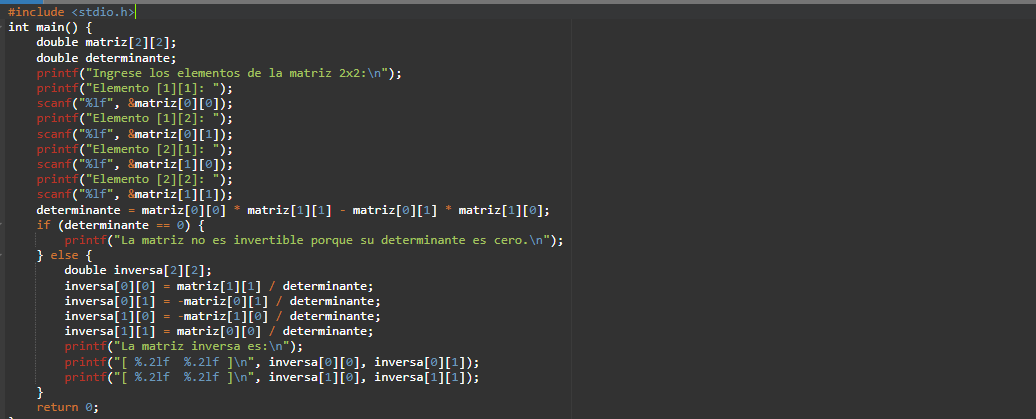 #include <stdio.h>
int main() {
    double matriz[2][2];
    double determinante;
    printf("Ingrese los elementos de la matriz 2x2:\n");
    printf("Elemento [1][1]: ");
    scanf("%lf", &matriz[0][0]);
    printf("Elemento [1][2]: ");
    scanf("%lf", &matriz[0][1]);
    printf("Elemento [2][1]: ");
    scanf("%lf", &matriz[1][0]);
    printf("Elemento [2][2]: ");
    scanf("%lf", &matriz[1][1]);
    determinante = matriz[0][0] * matriz[1][1] - matriz[0][1] * matriz[1][0];
    if (determinante == 0) {
        printf("La matriz no es invertible porque su determinante es cero.\n");
    } else {
        double inversa[2][2];
        inversa[0][0] = matriz[1][1] / determinante;
        inversa[0][1] = -matriz[0][1] / determinante;
        inversa[1][0] = -matriz[1][0] / determinante;
        inversa[1][1] = matriz[0][0] / determinante;
        printf("La matriz inversa es:\n");
        printf("[ %.2lf  %.2lf ]\n", inversa[0][0], inversa[0][1]);
        printf("[ %.2lf  %.2lf ]\n", inversa[1][0], inversa[1][1]);
    }
    return 0;